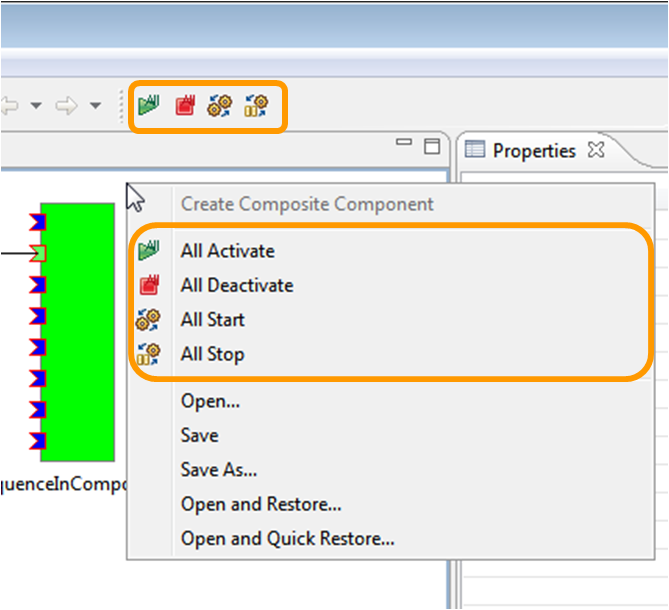 Properties
Create Composite Component
All Activate
All Deactivate
All Start
All Stop
Open...
Save
Save As...
Open and Restore...
Open and Quick Restore...